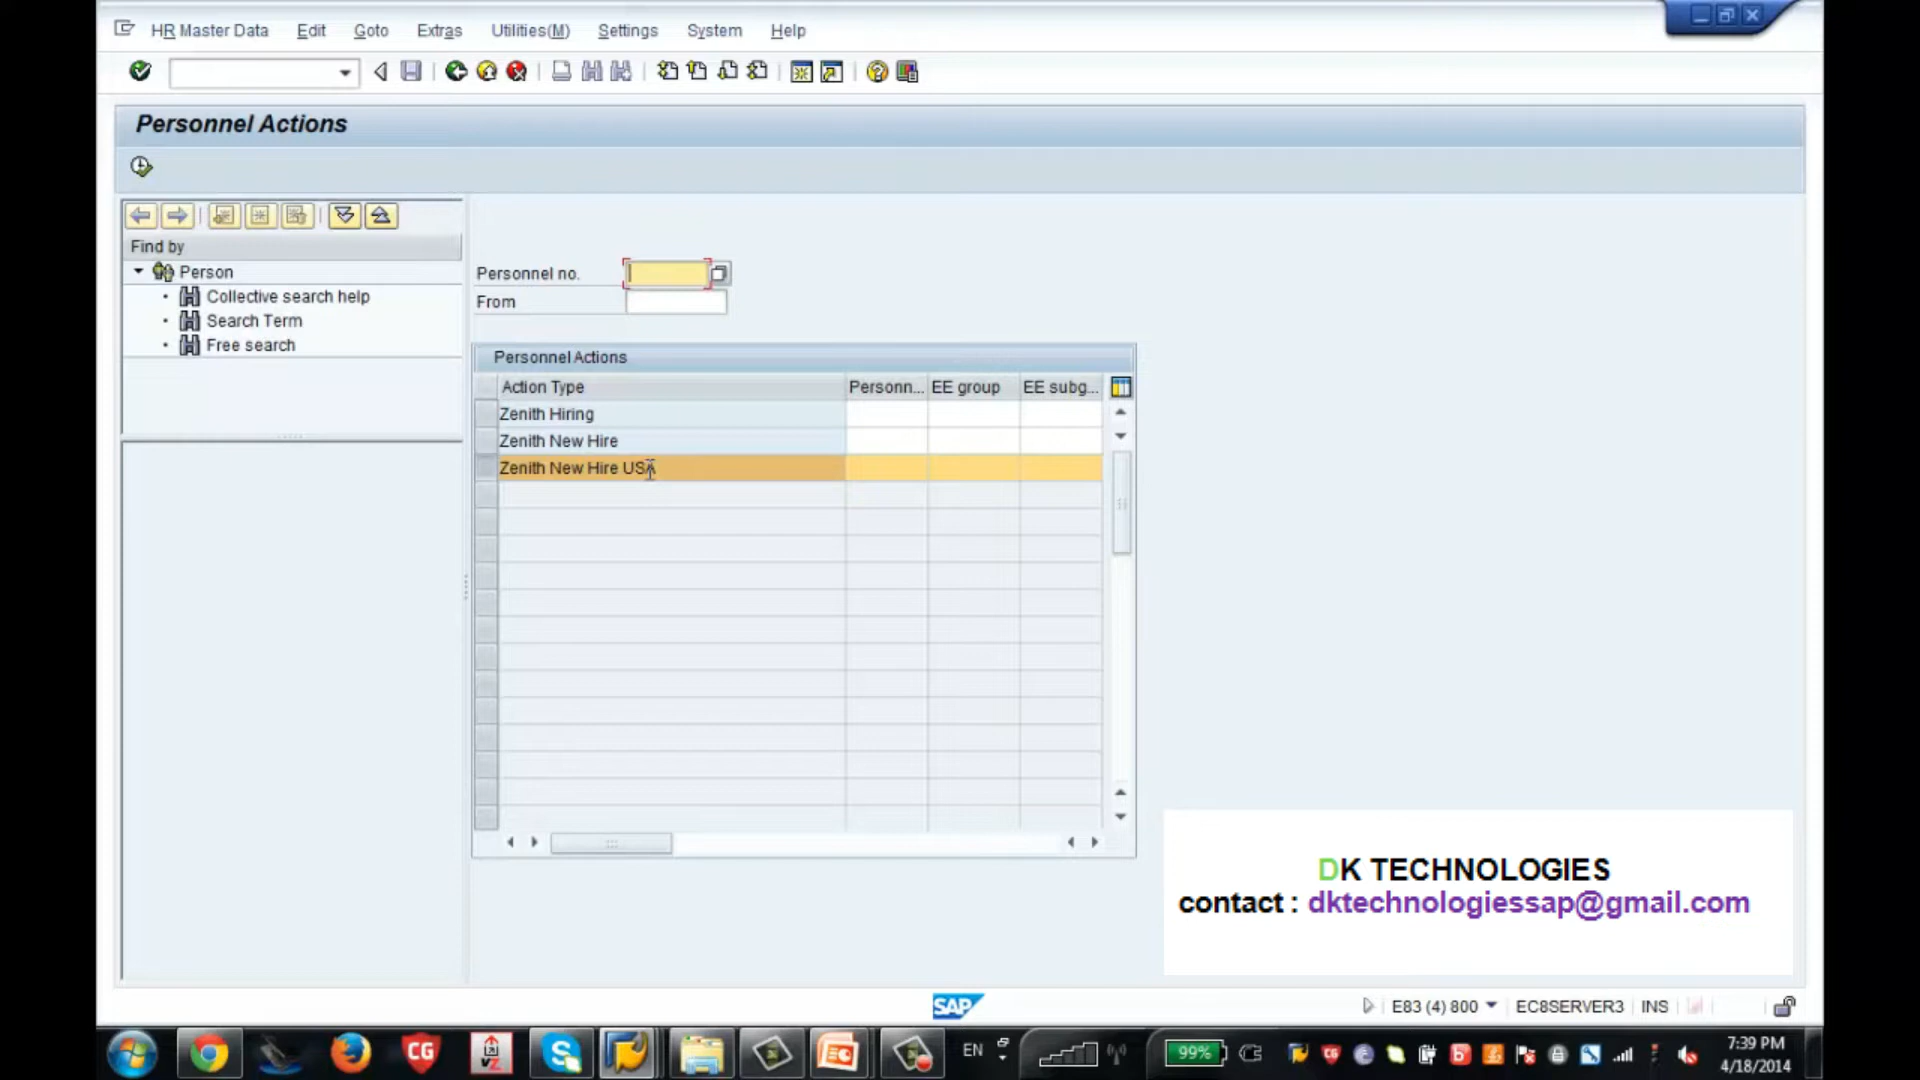 HR Master Data Edit Goto Extras Utilities(M) Settings System Help
Personnel Actions
Find by
Person
Collective search help
Search Term
Free search
Personnel no.
From
Personnel Actions
Action Type Personn... EE group EE subg...
Zenith Hiring
Zenith New Hire
Zenith New Hire USA
DK TECHNOLOGIES
contact : dktechnologiessap@gmail.com
SAP
E83 (4) 800 EC8SERVER3 INS
CG VZ EN 99% CG 7:39 PM
4/18/2014